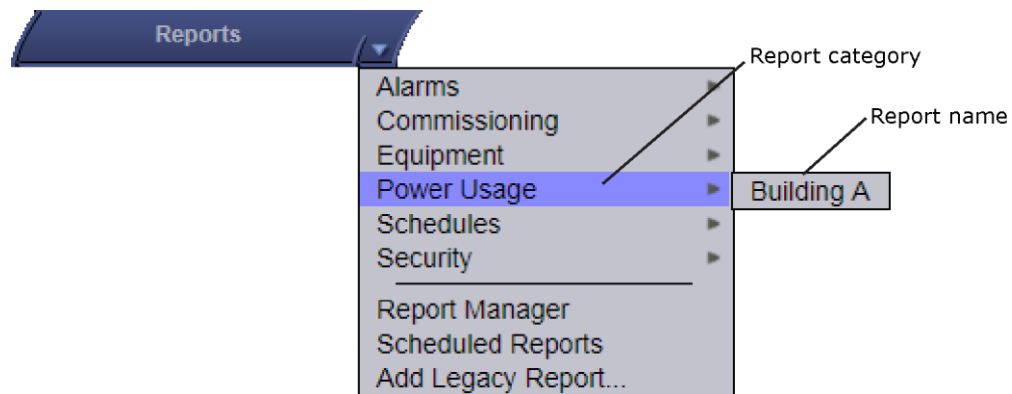 Reports
Report category
Alarms
Commissioning
Report name
Equipment
Power Usage
Building A
Schedules
Security
Report Manager
Scheduled Reports
Add Legacy Report...